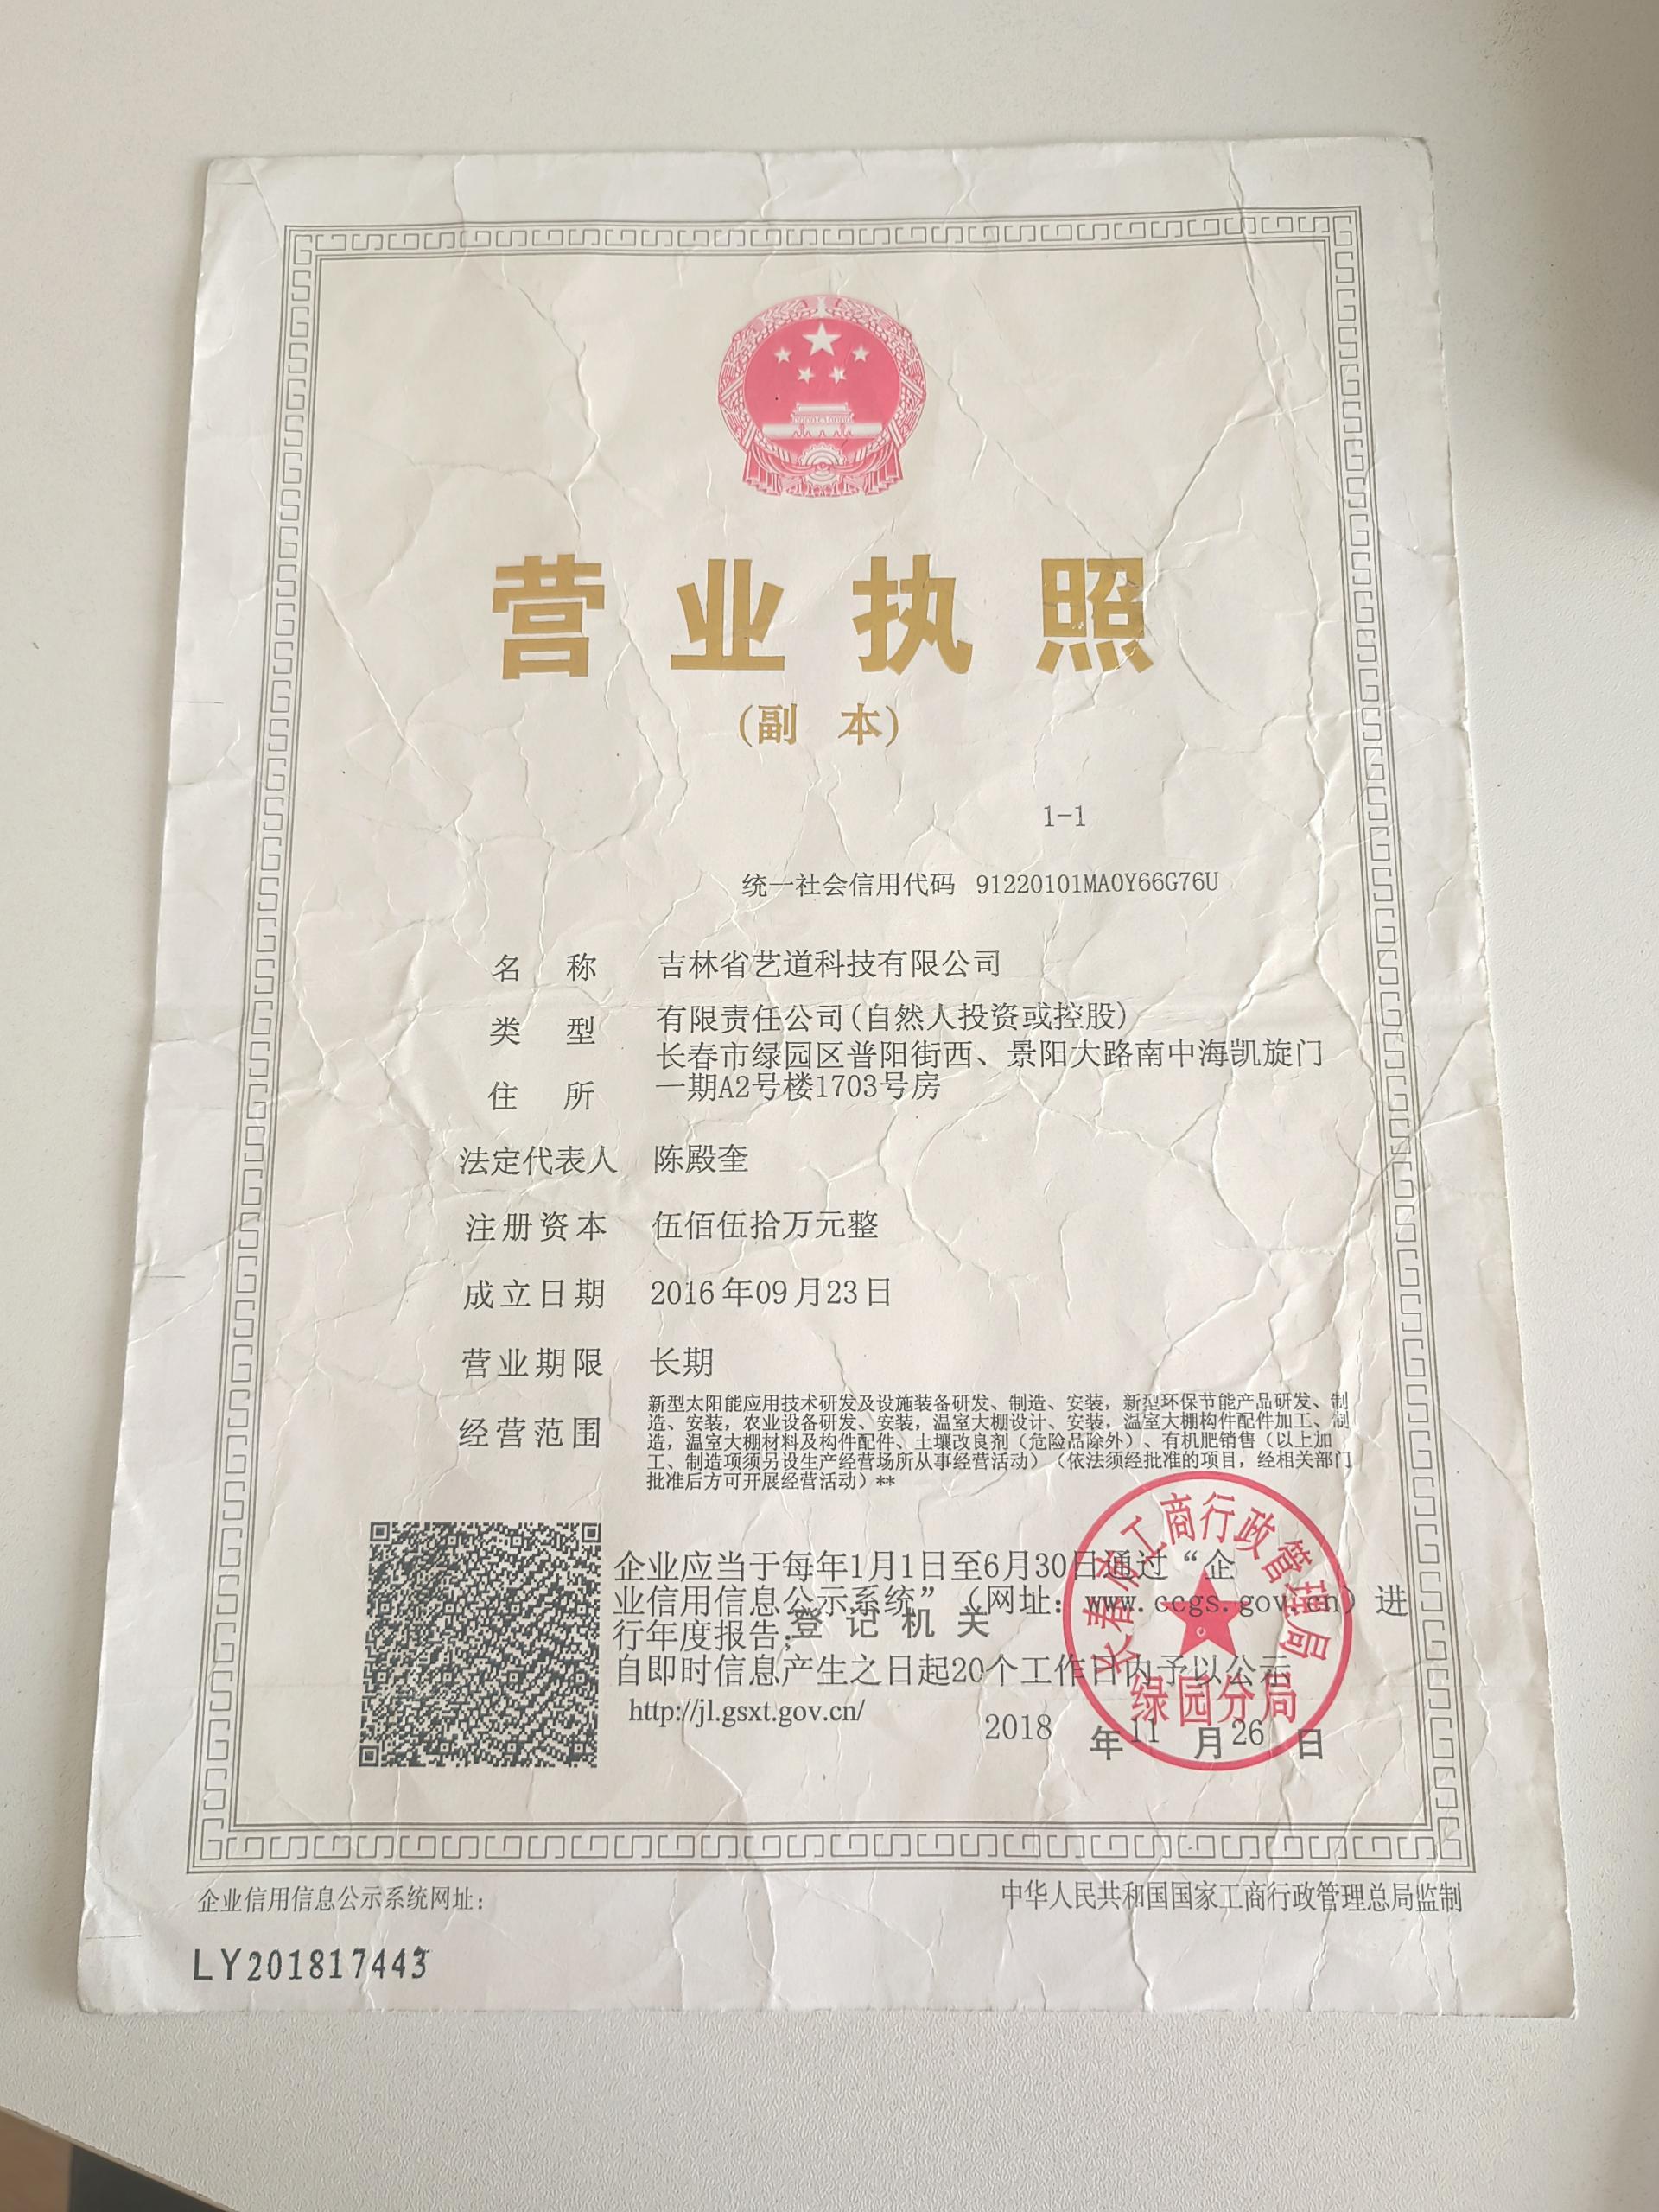 营业执照
(副 本)
1-1
统一社会信用代码 91220101MA0Y66G76U
名 称 吉林省艺道科技有限公司
类 型 有限责任公司(自然人投资或控股)
住 所 长春市绿园区普阳街西、景阳大路南中海凯旋门
一期A2号楼1703号房
法定代表人 陈殿奎
注册资本 伍佰伍拾万元整
成立日期 2016年09月23日
营业期限 长期
经营范围 新型太阳能应用技术研发及设施装备研发、制造、安装，新型环保节能产品研发、制
造、安装，农业设备研发、安装，温室大棚设计、安装，温室大棚构件配件加工、制
造，温室大棚材料及构件配件、土壤改良剂（危险品除外）、有机肥销售（以上加
工、制造项须另设生产经营场所从事经营活动）（依法须经批准的项目，经相关部门
批准后方可开展经营活动）**
企业应当于每年1月1日至6月30日通过“企
业信用信息公示系统”（网址：www.ccgs.gov.cn）进
行年度报告；
登记机关
自即时信息产生之日起20个工作日内予以公示
http://jl.gsxt.gov.cn/
长春市工商行政管理局
绿园分局
2018 年 11 月 26 日
企业信用信息公示系统网址：
中华人民共和国国家工商行政管理总局监制
LY201817443